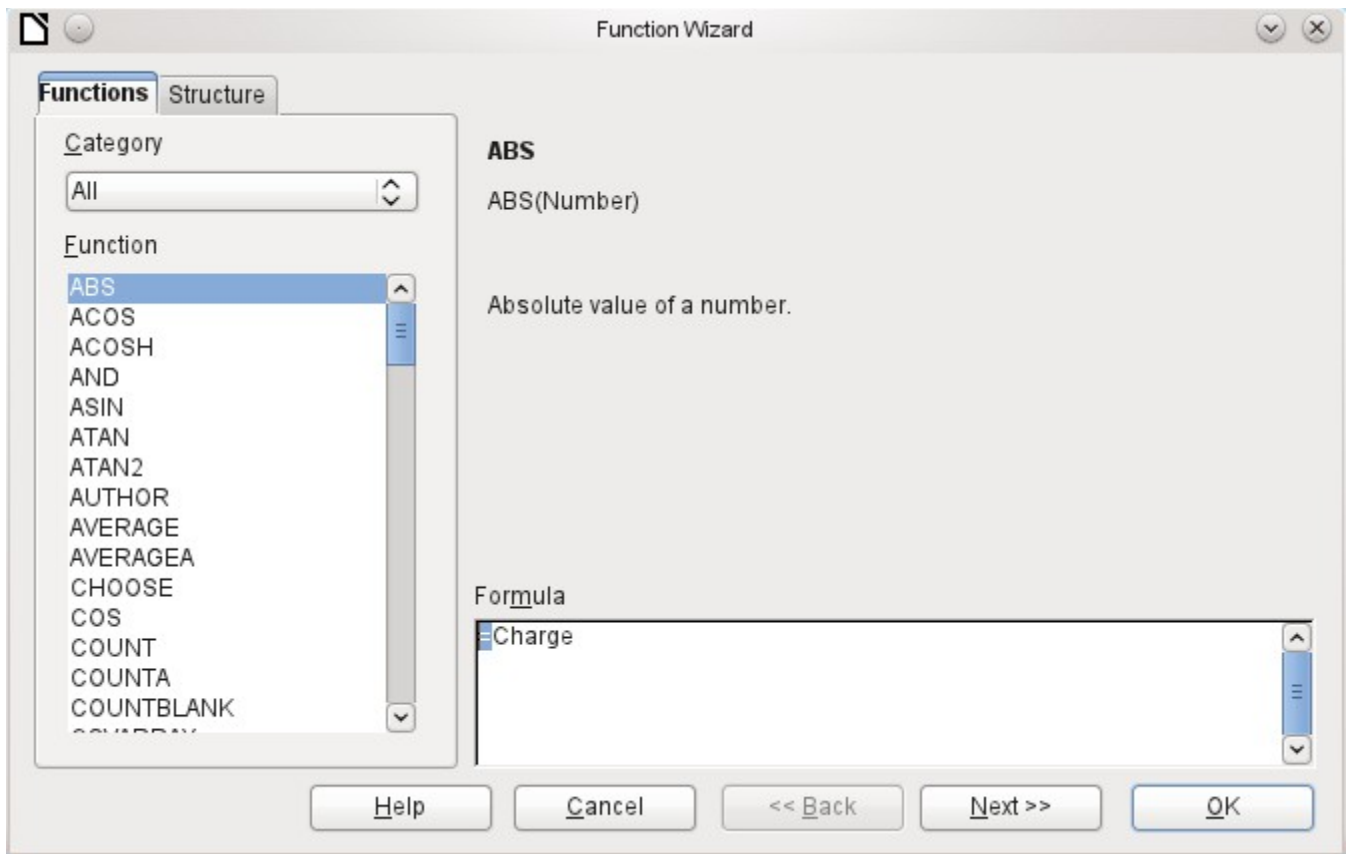 Function Wizard
Functions Structure
Category
All
Function
ABS
ACOS
ACOSH
AND
ASIN
ATAN
ATAN2
AUTHOR
AVERAGE
AVERAGEA
CHOOSE
COS
COUNT
COUNTA
COUNTBLANK
ABS
ABS(Number)
Absolute value of a number.
Formula
=Charge
Help Cancel << Back Next >> OK